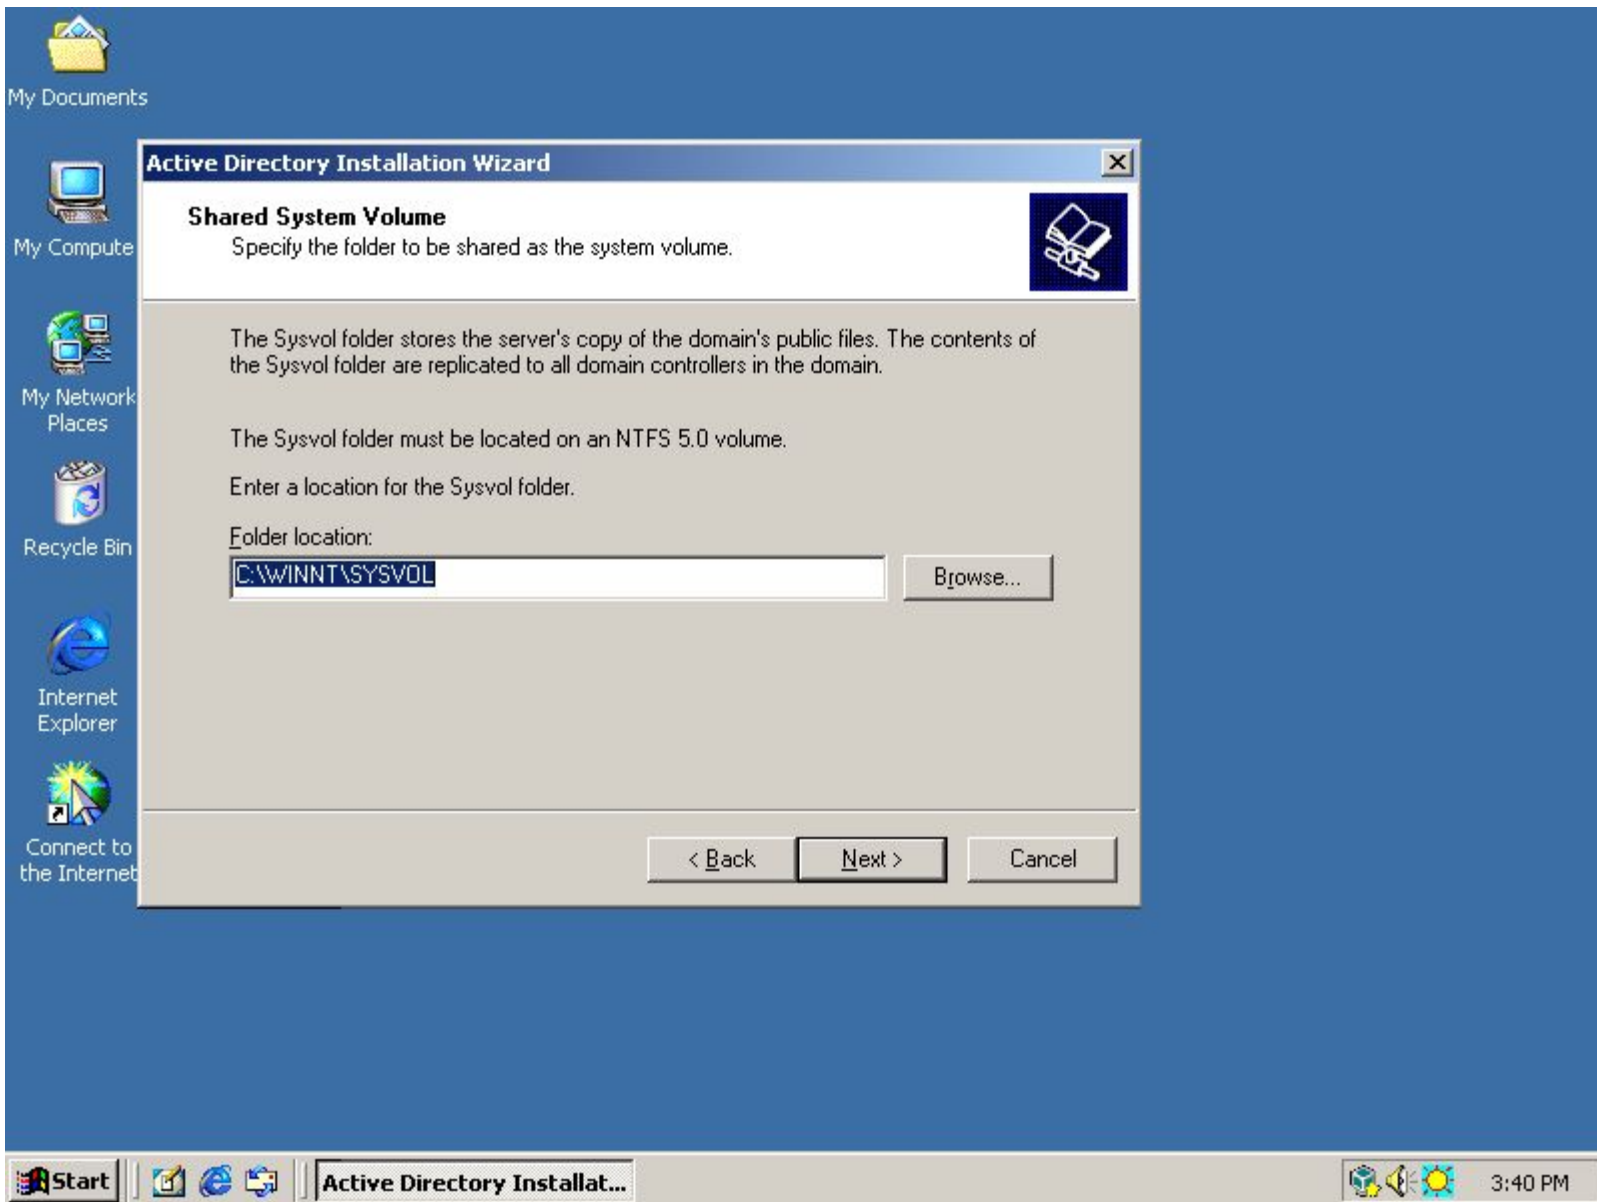 My Documents
My Compute
My Network
Places
Recycle Bin
Internet
Explorer
Connect to
the Internet
Active Directory Installation Wizard
Shared System Volume
Specify the folder to be shared as the system volume.
The Sysvol folder stores the server's copy of the domain's public files. The contents of
the Sysvol folder are replicated to all domain controllers in the domain.
The Sysvol folder must be located on an NTFS 5.0 volume.
Enter a location for the Sysvol folder.
Folder location:
C:\WINNT\SYSVOL
Browse...
< Back
Next >
Cancel
Start
Active Directory Installat...
3:40 PM